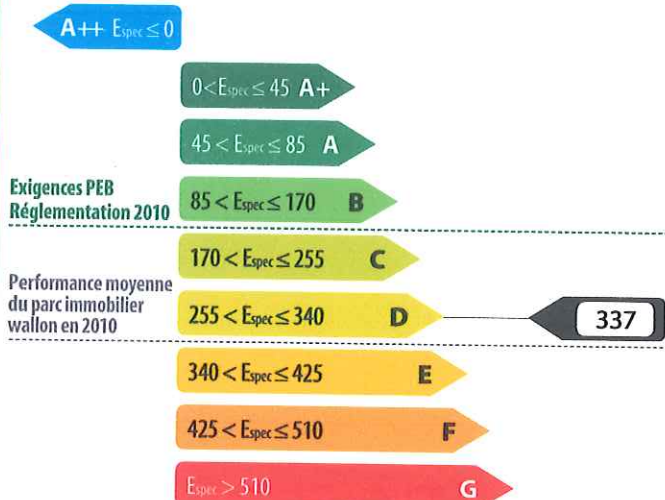 A++ Espec ≤ 0
0 < Espec ≤ 45 A+
45 < Espec ≤ 85 A
Exigences PEB
Réglementation 2010
85 < Espec ≤ 170 B
170 < Espec ≤ 255 C
Performance moyenne
du parc immobilier
wallon en 2010
255 < Espec ≤ 340 D
337
340 < Espec ≤ 425 E
425 < Espec ≤ 510 F
Espec > 510 G